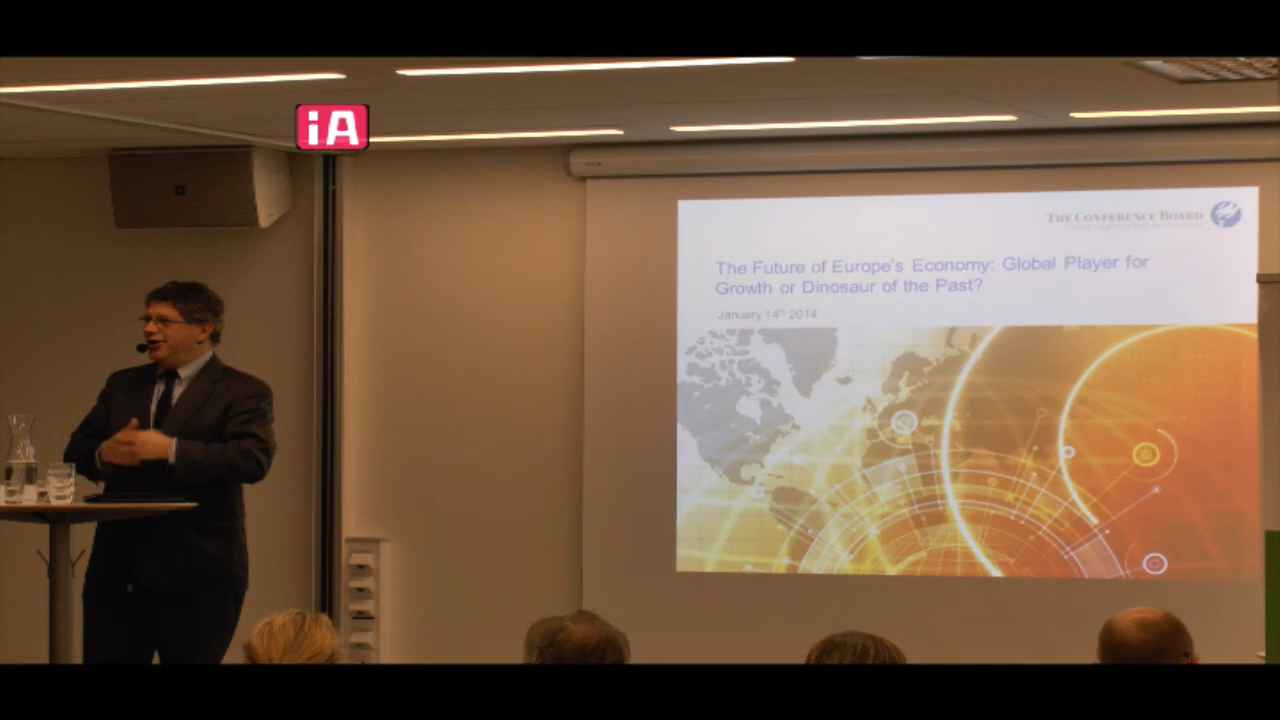 iA
THE CONFERENCE BOARD
The Future of Europe's Economy: Global Player for
Growth or Dinosaur of the Past?
January 14th 2014